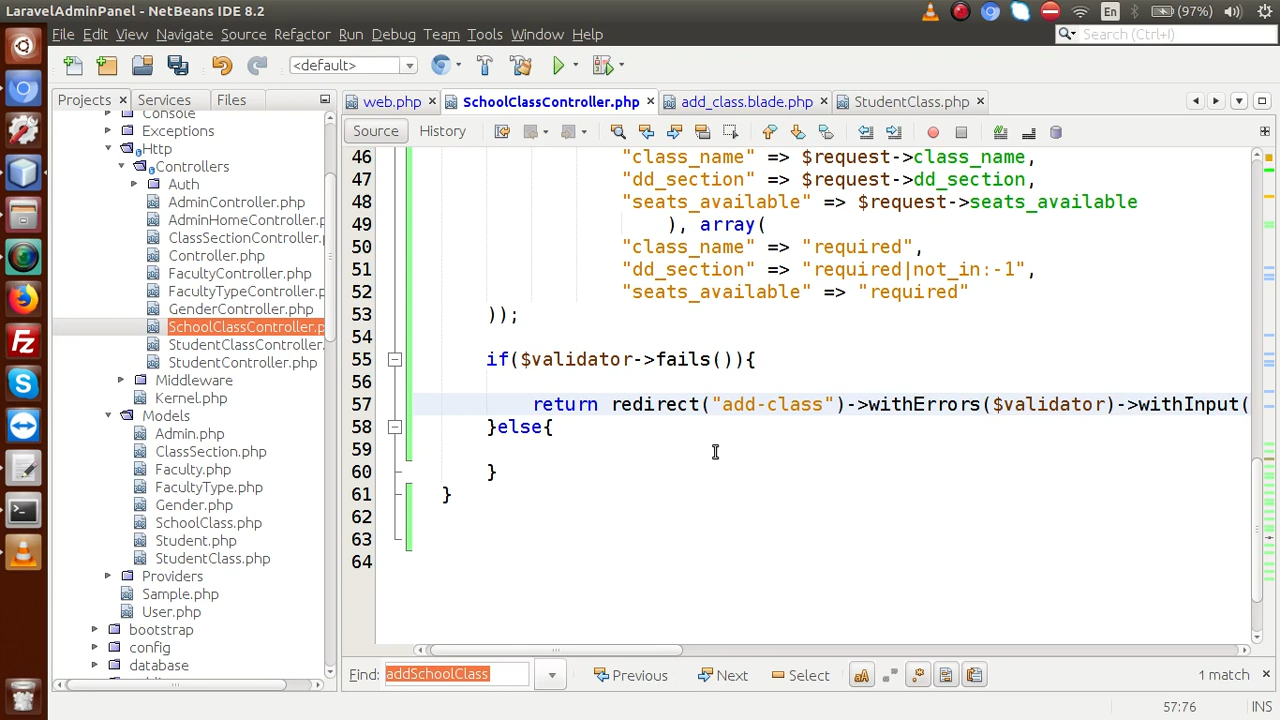 LaravelAdminPanel - NetBeans IDE 8.2
En
(97%)
File Edit View Navigate Source Refactor Run Debug Team Tools Window Help
Search (Ctrl+I)
<default>
Projects Services Files
web.php SchoolClassController.php add_class.blade.php StudentClass.php
Source History
Console
Exceptions
Http
Controllers
Auth
AdminController.php
AdminHomeController.p
ClassSectionController.p
Controller.php
FacultyController.php
FacultyTypeController.p
GenderController.php
SchoolClassController.p
StudentClassController.
StudentController.php
Middleware
Kernel.php
Models
Admin.php
ClassSection.php
Faculty.php
FacultyType.php
Gender.php
SchoolClass.php
Student.php
StudentClass.php
Providers
Sample.php
User.php
bootstrap
config
database
46 "class_name" => $request->class_name,
47 "dd_section" => $request->dd_section,
48 "seats_available" => $request->seats_available
49 ), array(
50 "class_name" => "required",
51 "dd_section" => "required|not_in:-1",
52 "seats_available" => "required"
53 ));
54
55 if($validator->fails()){
56
57 return redirect("add-class")->withErrors($validator)->withInput(
58 }else{
59
60 }
61 }
62
63
64
Find: addSchoolClass Previous Next Select 1 match
57:76 INS